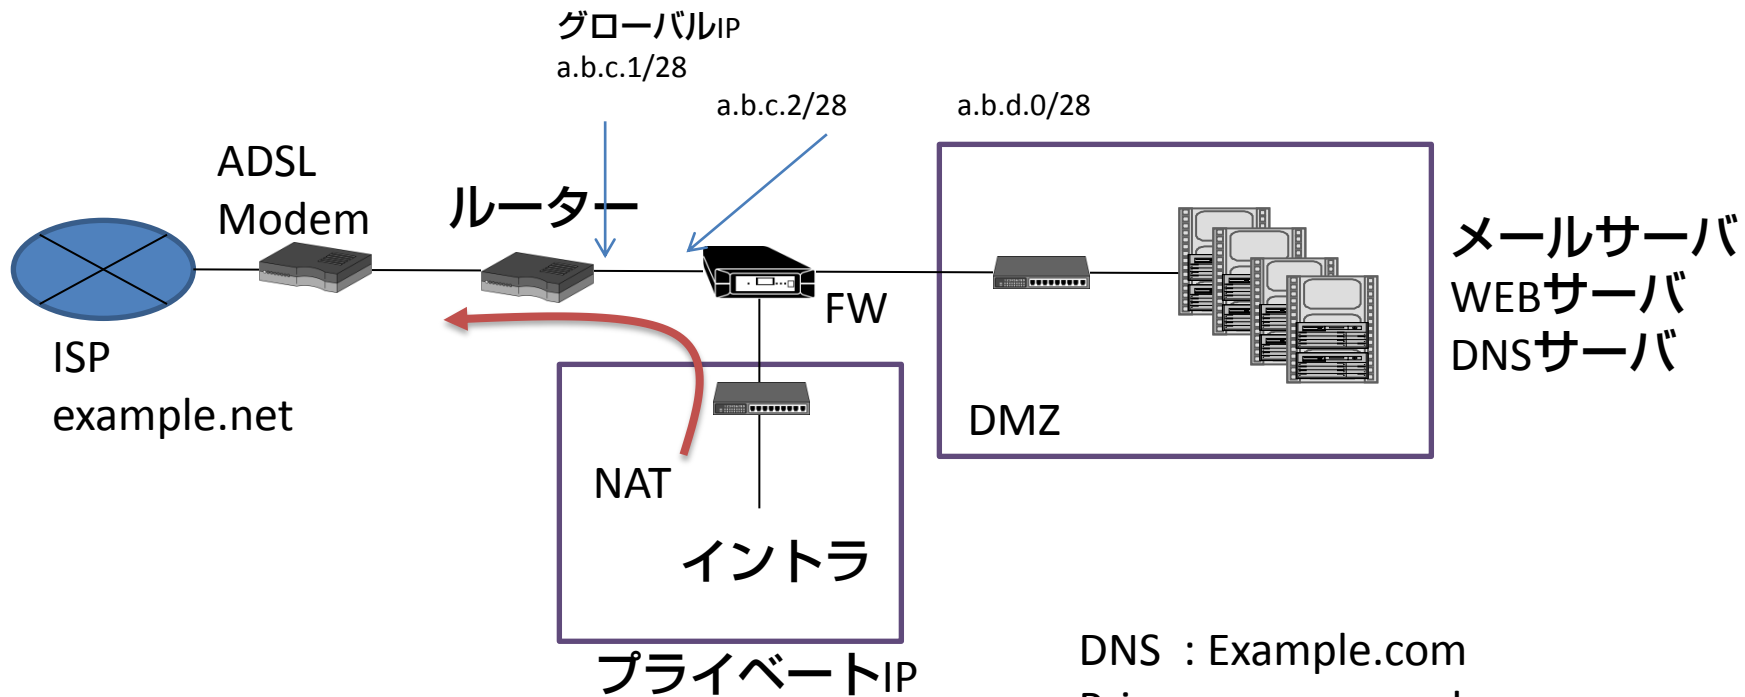 グローバルIP
a.b.c.1/28
a.b.c.2/28
a.b.d.0/28
ADSL
Modem
ルーター
FW
ISP
example.net
メールサーバ
WEBサーバ
DNSサーバ
DMZ
NAT
イントラ
プライベートIP
DNS : Example.com